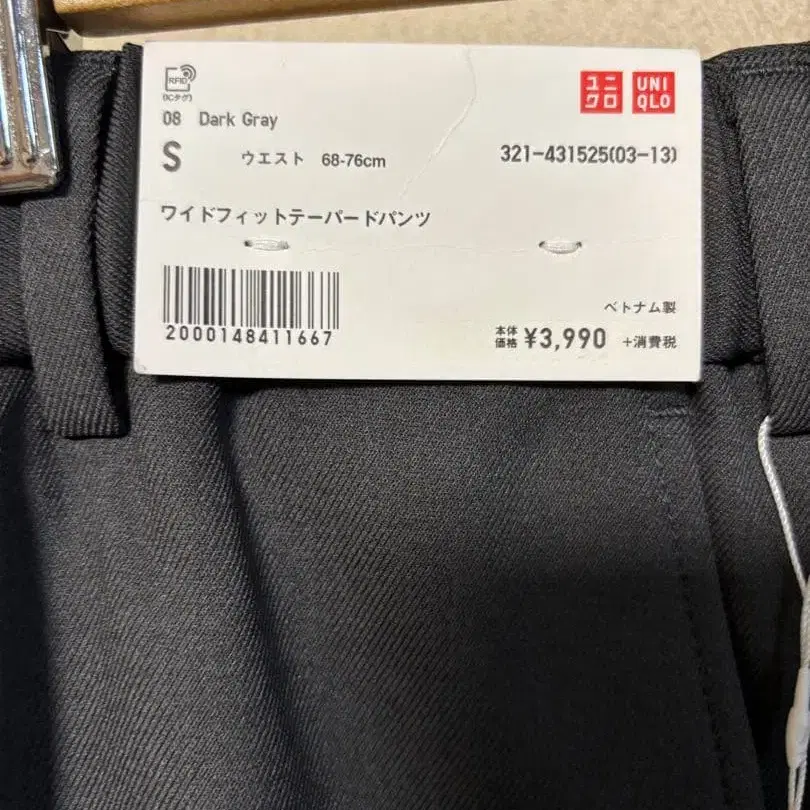 RFID
(ICタグ)
ユニクロ
UNIQLO
08 Dark Gray
S ウエスト 68-76cm
321-431525(03-13)
ワイドフィットテーパードパンツ
2000148411667
ベトナム製
本体価格 ¥3,990 +消費税